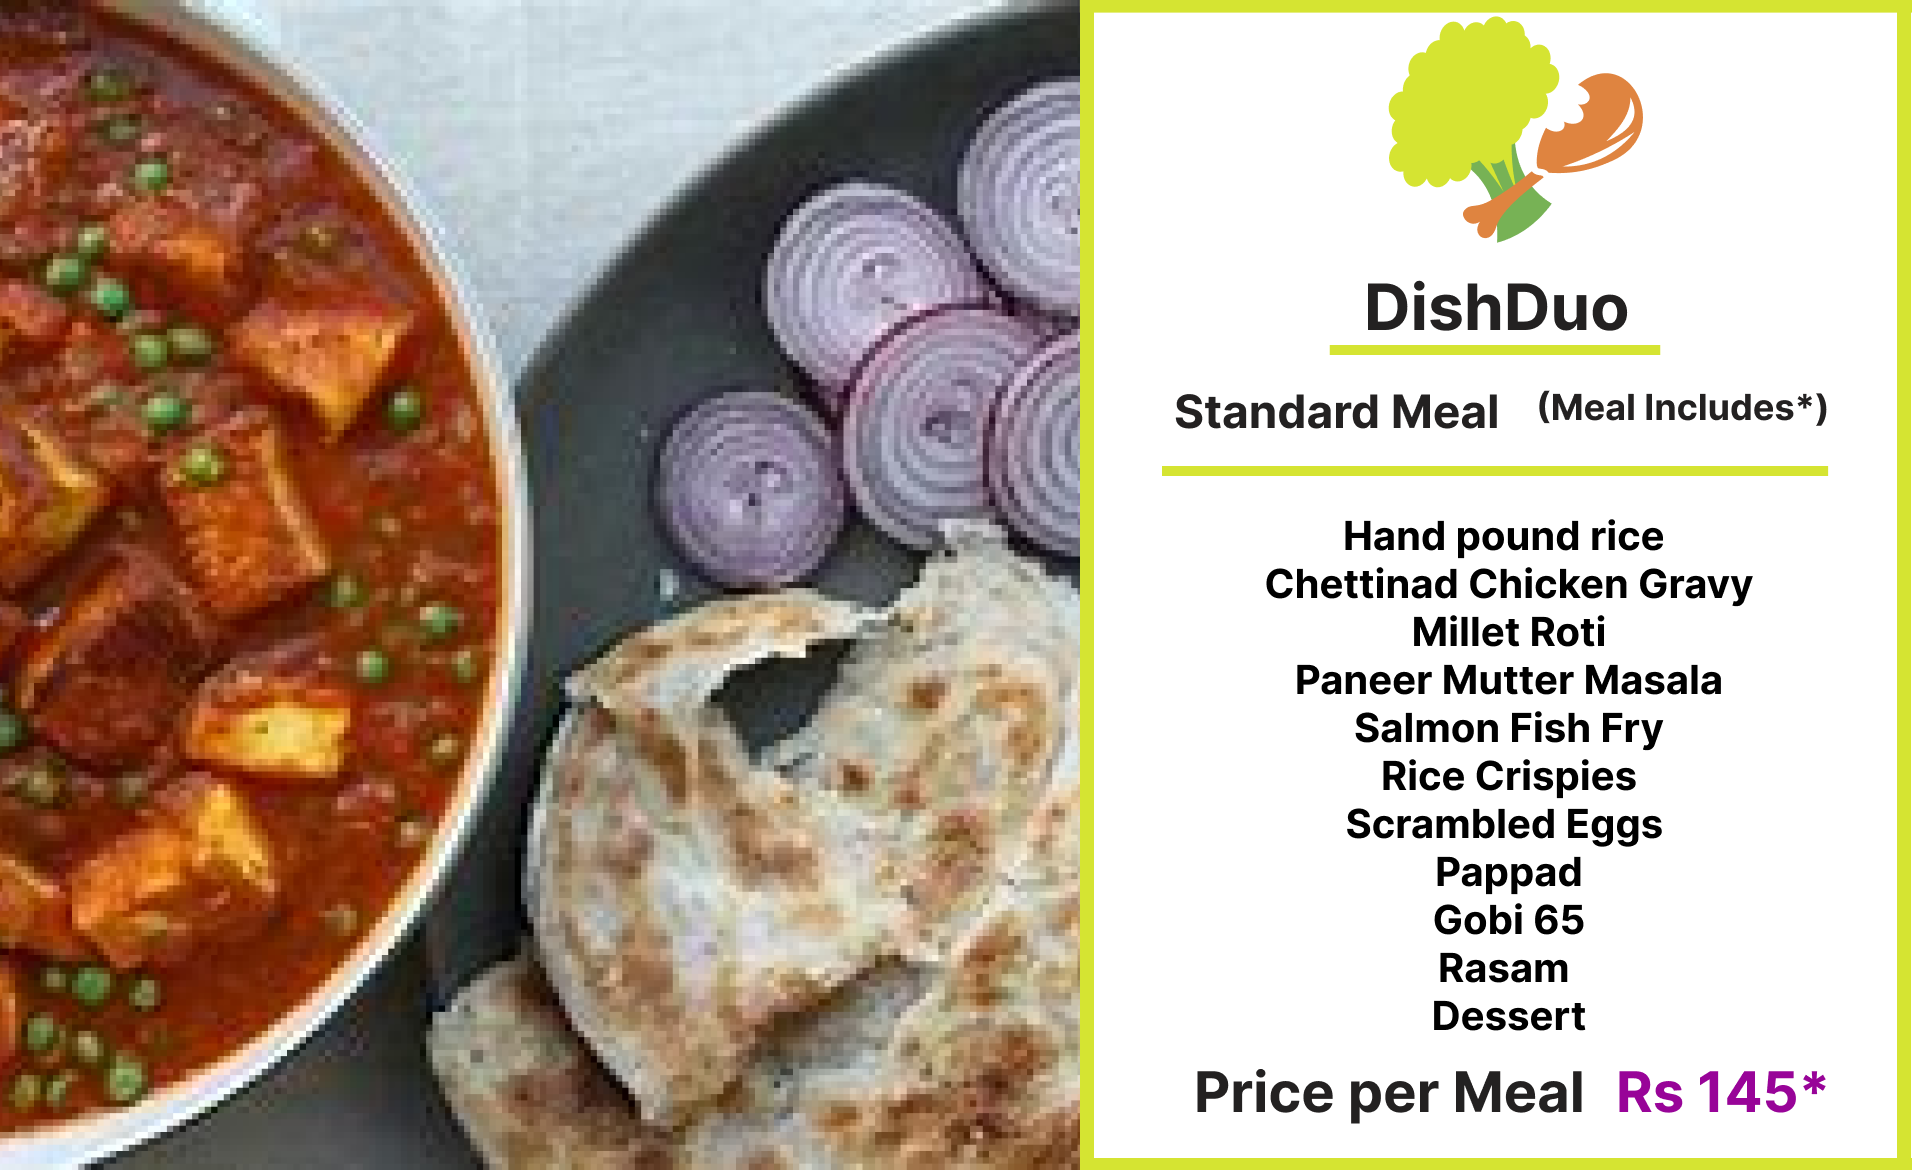 DishDuo
Standard Meal (Meal Includes*)
Hand pound rice
Chettinad Chicken Gravy
Millet Roti
Paneer Mutter Masala
Salmon Fish Fry
Rice Crispies
Scrambled Eggs
Pappad
Gobi 65
Rasam
Dessert
Price per Meal Rs 145*